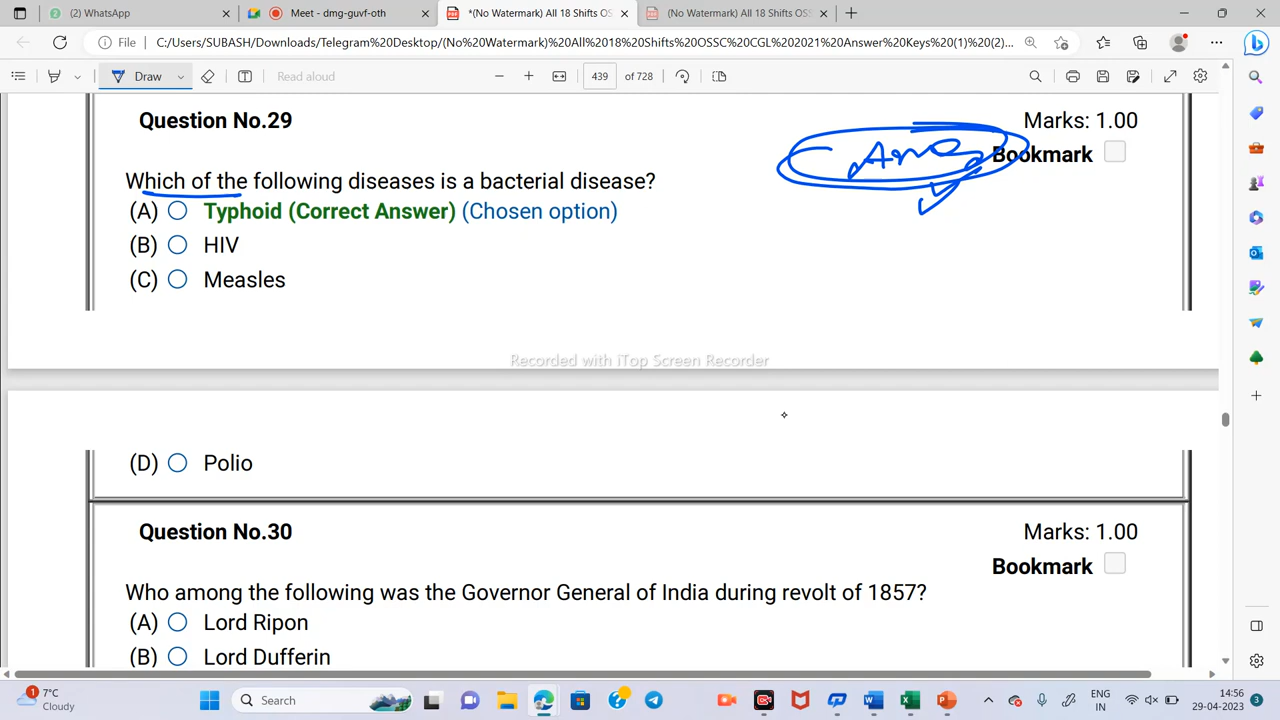 (2) WhatsApp
Meet - dmg-guvf-oth
*(No Watermark) All 18 Shifts OS
(No Watermark) All 18 Shifts OSS
File
C:/Users/SUBASH/Downloads/Telegram%20Desktop/(No%20Watermark)%20All%2018%20Shifts%20OSSC%20CGL%202021%20Answer%20Keys%20(1)%20(2)...
Draw
Read aloud
439 of 728
Question No.29
Marks: 1.00
Ans
Bookmark
Which of the following diseases is a bacterial disease?
(A) Typhoid (Correct Answer) (Chosen option)
(B) HIV
(C) Measles
Recorded with iTop Screen Recorder
(D) Polio
Question No.30
Marks: 1.00
Bookmark
Who among the following was the Governor General of India during revolt of 1857?
(A) Lord Ripon
(B) Lord Dufferin
1
7°C
Cloudy
Search
ENG
IN
14:56
29-04-2023
3